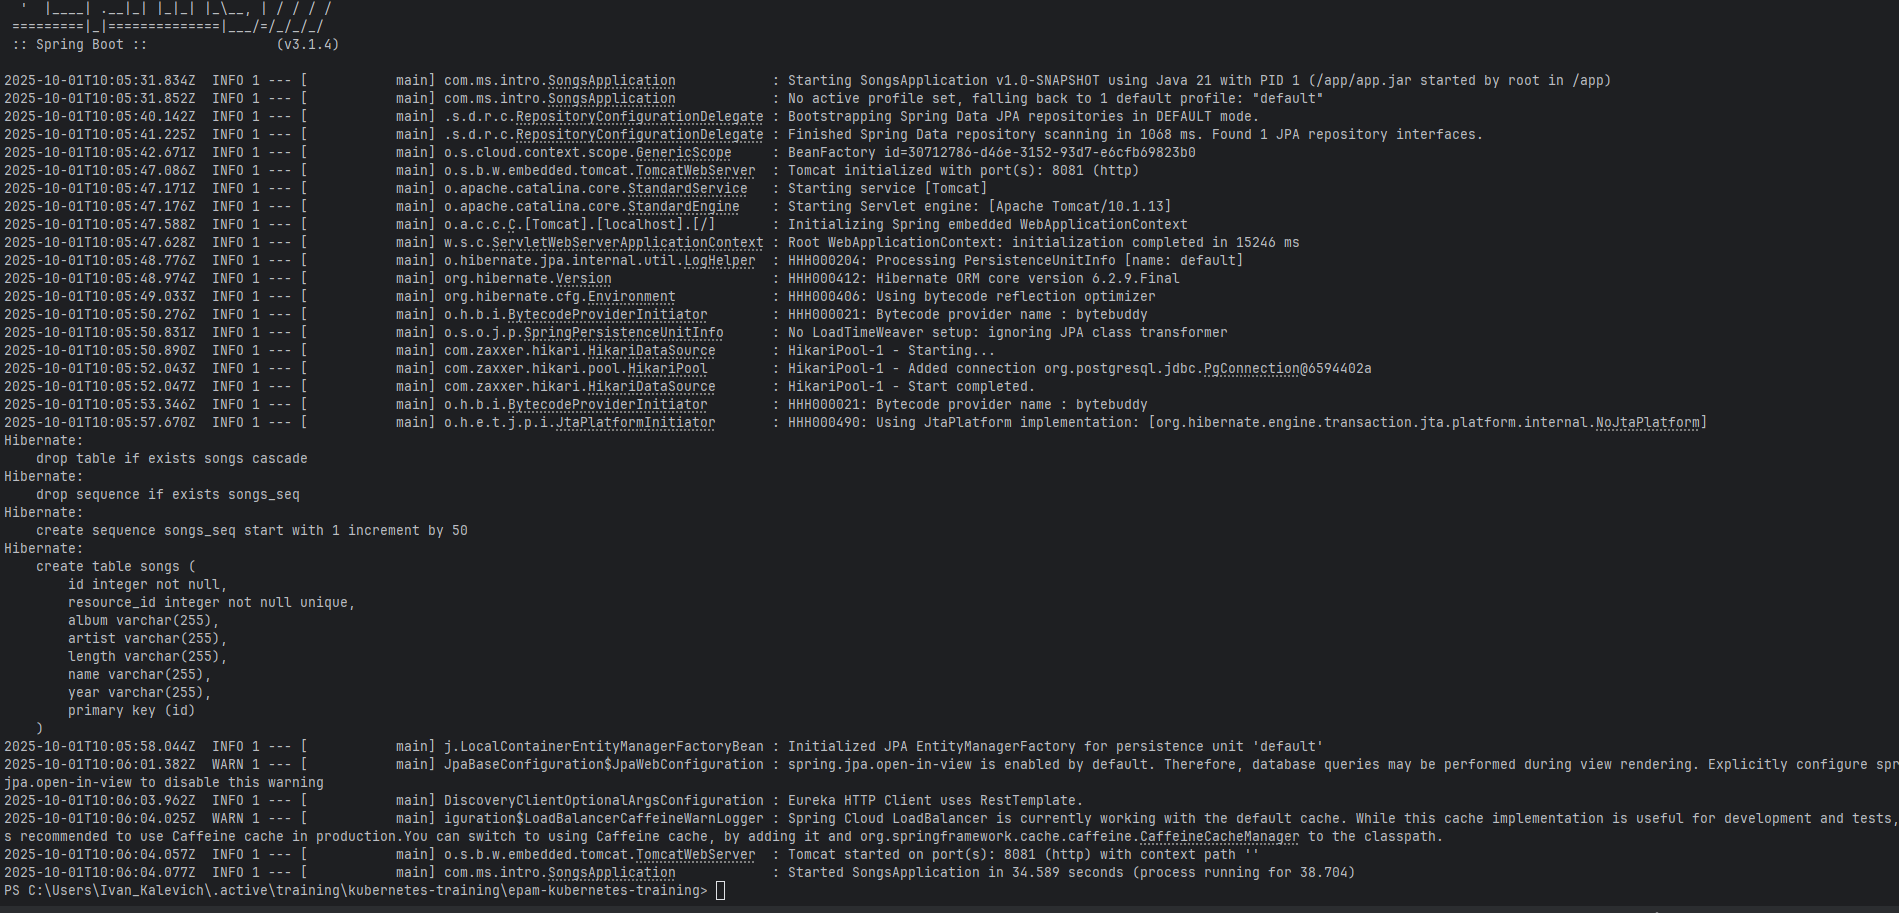 '  |____| .__|_| |_|_| |_\__, | / / / /
 =========|_|==============|___/=/_/_/_/
 :: Spring Boot ::                (v3.1.4)

2025-10-01T10:05:31.834Z  INFO 1 --- [           main] com.ms.intro.SongsApplication            : Starting SongsApplication v1.0-SNAPSHOT using Java 21 with PID 1 (/app/app.jar started by root in /app)
2025-10-01T10:05:31.852Z  INFO 1 --- [           main] com.ms.intro.SongsApplication            : No active profile set, falling back to 1 default profile: "default"
2025-10-01T10:05:40.142Z  INFO 1 --- [           main] .s.d.r.c.RepositoryConfigurationDelegate : Bootstrapping Spring Data JPA repositories in DEFAULT mode.
2025-10-01T10:05:41.225Z  INFO 1 --- [           main] .s.d.r.c.RepositoryConfigurationDelegate : Finished Spring Data repository scanning in 1068 ms. Found 1 JPA repository interfaces.
2025-10-01T10:05:42.671Z  INFO 1 --- [           main] o.s.cloud.context.scope.GenericScope     : BeanFactory id=30712786-d46e-3152-93d7-e6cfb69823b0
2025-10-01T10:05:47.086Z  INFO 1 --- [           main] o.s.b.w.embedded.tomcat.TomcatWebServer  : Tomcat initialized with port(s): 8081 (http)
2025-10-01T10:05:47.171Z  INFO 1 --- [           main] o.apache.catalina.core.StandardService   : Starting service [Tomcat]
2025-10-01T10:05:47.176Z  INFO 1 --- [           main] o.apache.catalina.core.StandardEngine    : Starting Servlet engine: [Apache Tomcat/10.1.13]
2025-10-01T10:05:47.588Z  INFO 1 --- [           main] o.a.c.c.C.[Tomcat].[localhost].[/]       : Initializing Spring embedded WebApplicationContext
2025-10-01T10:05:47.628Z  INFO 1 --- [           main] w.s.c.ServletWebServerApplicationContext : Root WebApplicationContext: initialization completed in 15246 ms
2025-10-01T10:05:48.776Z  INFO 1 --- [           main] o.hibernate.jpa.internal.util.LogHelper  : HHH000204: Processing PersistenceUnitInfo [name: default]
2025-10-01T10:05:48.974Z  INFO 1 --- [           main] org.hibernate.Version                    : HHH000412: Hibernate ORM core version 6.2.9.Final
2025-10-01T10:05:49.033Z  INFO 1 --- [           main] org.hibernate.cfg.Environment            : HHH000406: Using bytecode reflection optimizer
2025-10-01T10:05:50.276Z  INFO 1 --- [           main] o.h.b.i.BytecodeProviderInitiator        : HHH000021: Bytecode provider name : bytebuddy
2025-10-01T10:05:50.831Z  INFO 1 --- [           main] o.s.o.j.p.SpringPersistenceUnitInfo      : No LoadTimeWeaver setup: ignoring JPA class transformer
2025-10-01T10:05:50.890Z  INFO 1 --- [           main] com.zaxxer.hikari.HikariDataSource       : HikariPool-1 - Starting...
2025-10-01T10:05:52.043Z  INFO 1 --- [           main] com.zaxxer.hikari.pool.HikariPool        : HikariPool-1 - Added connection org.postgresql.jdbc.PgConnection@6594402a
2025-10-01T10:05:52.047Z  INFO 1 --- [           main] com.zaxxer.hikari.HikariDataSource       : HikariPool-1 - Start completed.
2025-10-01T10:05:53.346Z  INFO 1 --- [           main] o.h.b.i.BytecodeProviderInitiator        : HHH000021: Bytecode provider name : bytebuddy
2025-10-01T10:05:57.670Z  INFO 1 --- [           main] o.h.e.t.j.p.i.JtaPlatformInitiator       : HHH000490: Using JtaPlatform implementation: [org.hibernate.engine.transaction.jta.platform.internal.NoJtaPlatform]
Hibernate:
    drop table if exists songs cascade
Hibernate:
    drop sequence if exists songs_seq
Hibernate:
    create sequence songs_seq start with 1 increment by 50
Hibernate:
    create table songs (
        id integer not null,
        resource_id integer not null unique,
        album varchar(255),
        artist varchar(255),
        length varchar(255),
        name varchar(255),
        year varchar(255),
        primary key (id)
    )
2025-10-01T10:05:58.044Z  INFO 1 --- [           main] j.LocalContainerEntityManagerFactoryBean : Initialized JPA EntityManagerFactory for persistence unit 'default'
2025-10-01T10:06:01.382Z  WARN 1 --- [           main] JpaBaseConfiguration$JpaWebConfiguration : spring.jpa.open-in-view is enabled by default. Therefore, database queries may be performed during view rendering. Explicitly configure spr
jpa.open-in-view to disable this warning
2025-10-01T10:06:03.962Z  INFO 1 --- [           main] DiscoveryClientOptionalArgsConfiguration : Eureka HTTP Client uses RestTemplate.
2025-10-01T10:06:04.025Z  WARN 1 --- [           main] iguration$LoadBalancerCaffeineWarnLogger : Spring Cloud LoadBalancer is currently working with the default cache. While this cache implementation is useful for development and tests,
s recommended to use Caffeine cache in production.You can switch to using Caffeine cache, by adding it and org.springframework.cache.caffeine.CaffeineCacheManager to the classpath.
2025-10-01T10:06:04.057Z  INFO 1 --- [           main] o.s.b.w.embedded.tomcat.TomcatWebServer  : Tomcat started on port(s): 8081 (http) with context path ''
2025-10-01T10:06:04.077Z  INFO 1 --- [           main] com.ms.intro.SongsApplication            : Started SongsApplication in 34.589 seconds (process running for 38.704)
PS C:\Users\Ivan_Kalevich\.active\training\kubernetes-training\epam-kubernetes-training>